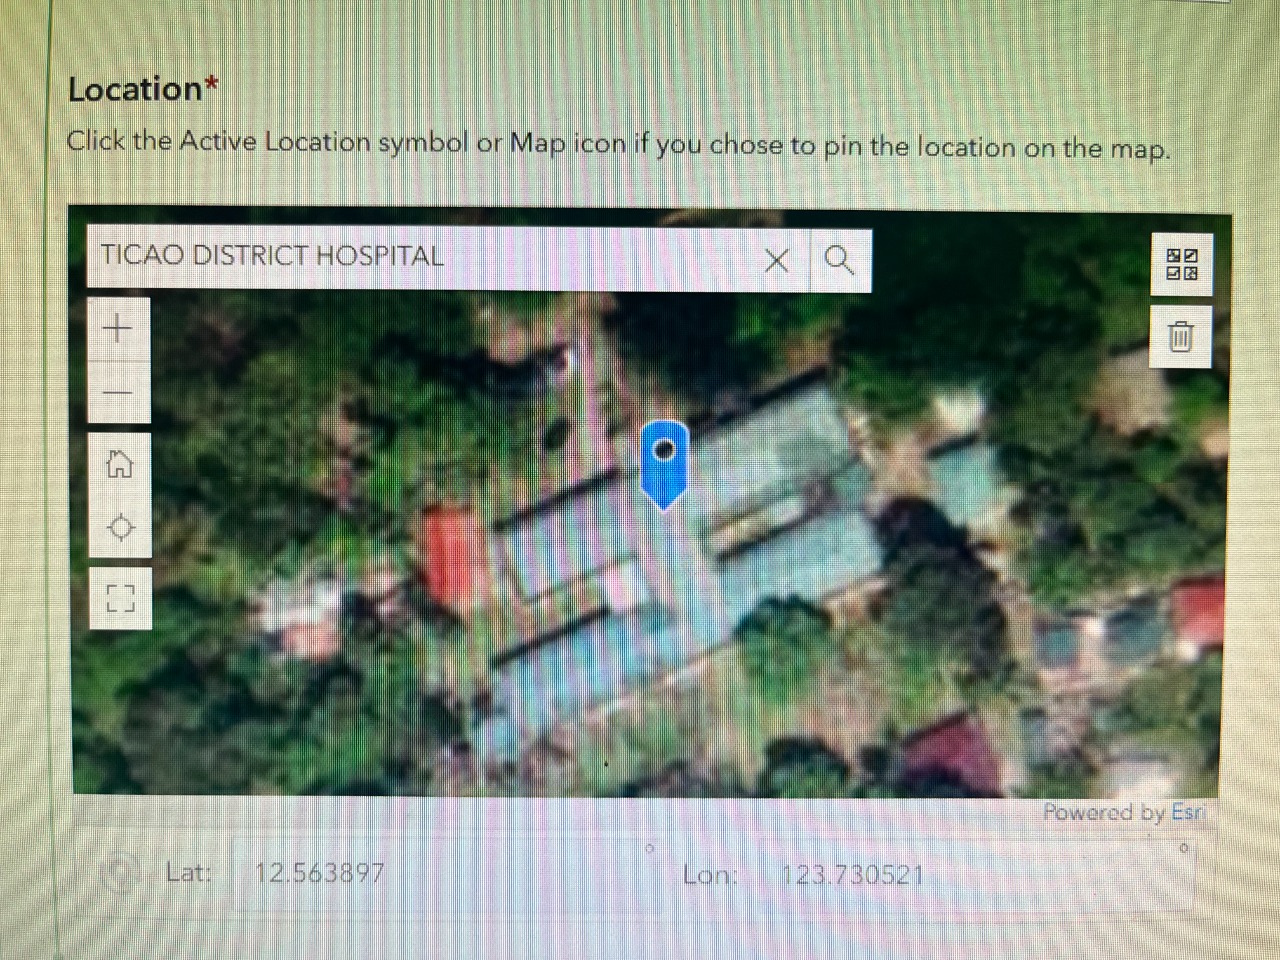 Location*
Click the Active Location symbol or Map icon if you chose to pin the location on the map.
TICAO DISTRICT HOSPITAL
Powered by Esri
Lat: 12.563897 ° Lon: 123.730521 °